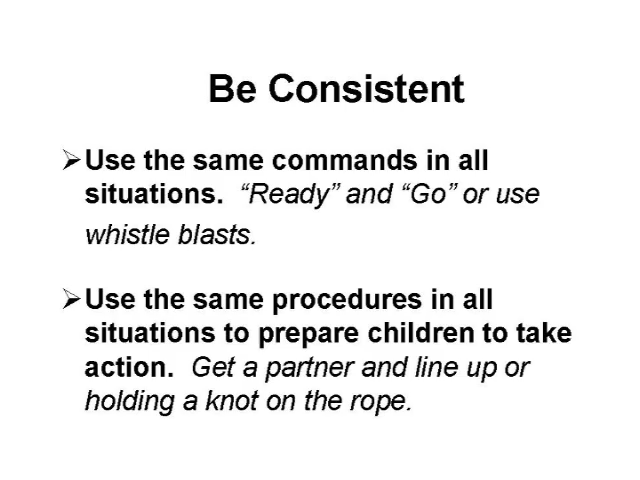 Be Consistent
➢Use the same commands in all
situations. “Ready” and “Go” or use
whistle blasts.
➢Use the same procedures in all
situations to prepare children to take
action. Get a partner and line up or
holding a knot on the rope.